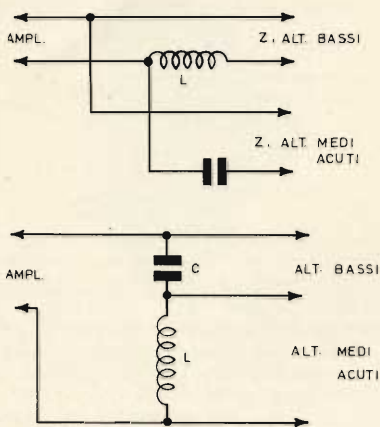 AMPL.
Z. ALT. BASSI
L
Z. ALT. MEDI
ACUTI
AMPL.
C
ALT. BASSI
L
ALT. MEDI
ACUTI